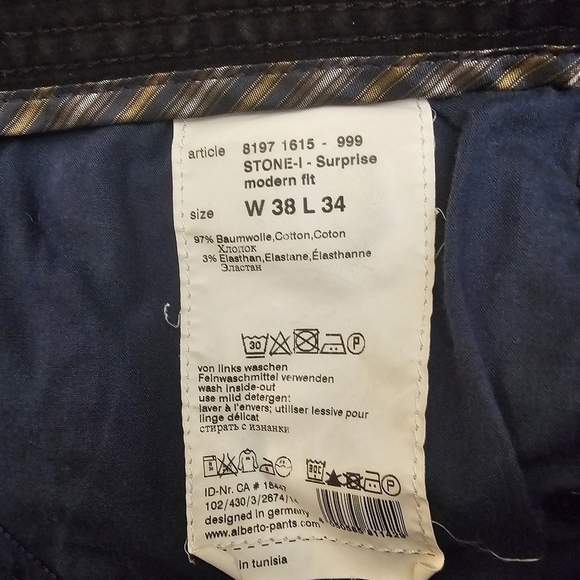 article 8197 1615 - 999
STONE-I - Surprise
modern fit
size W 38 L 34
97% Baumwolle,Cotton,Coton
Хлопок
3% Elasthan,Elastane,Élasthanne
Эластан
30 P
von links waschen
Feinwaschmittel verwenden
wash inside-out
use mild detergent
laver à l'envers; utiliser lessive pour
linge délicat
стирать с изнанки
ID-Nr. CA #
102/430/3/2674/
designed in germany
www.alberto-pants.com
in tunisia